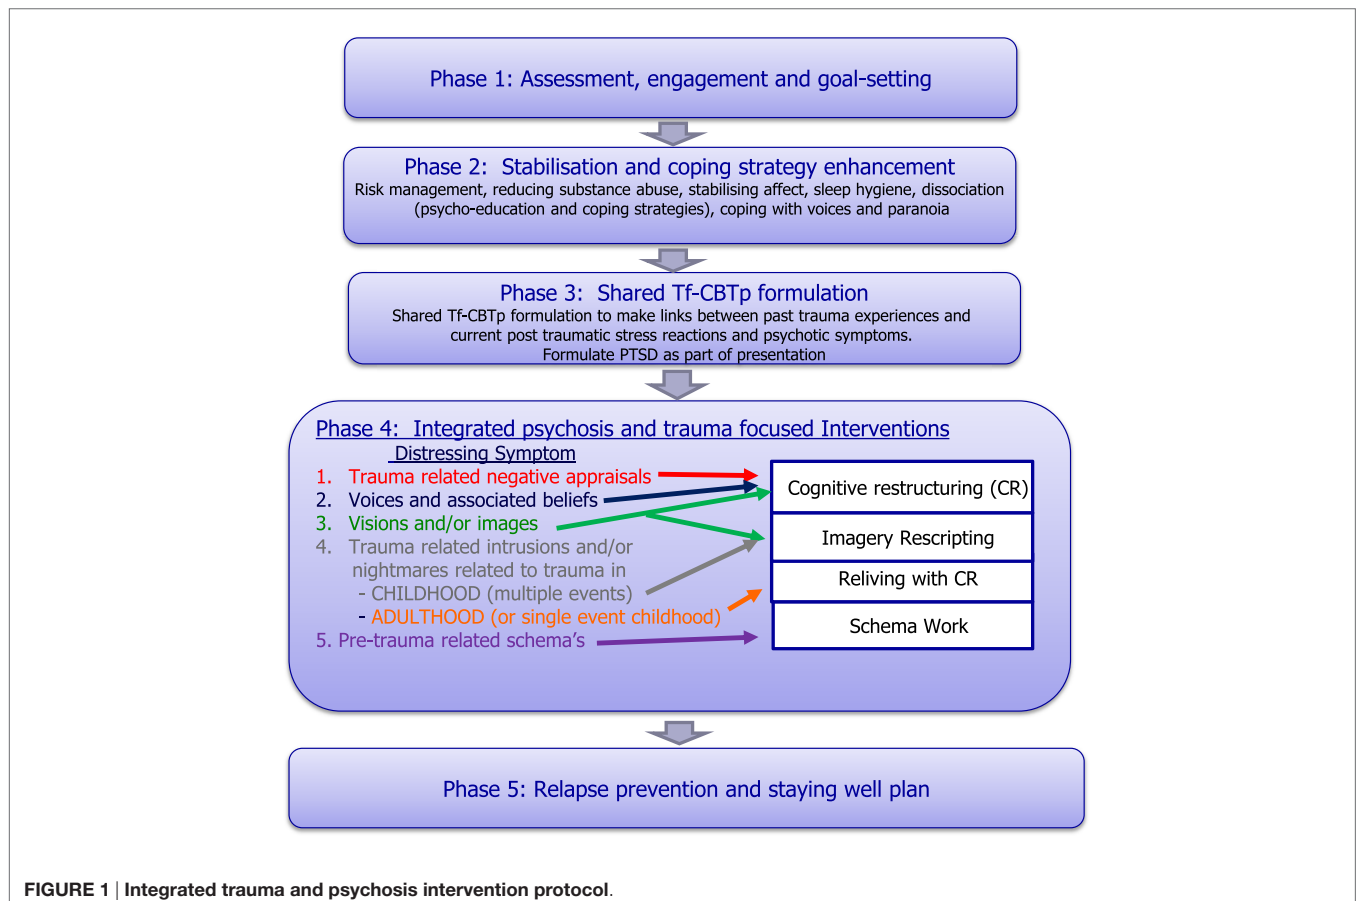 Phase 1: Assessment, engagement and goal-setting
Phase 2: Stabilisation and coping strategy enhancement
Risk management, reducing substance abuse, stabilising affect, sleep hygiene, dissociation
(psycho-education and coping strategies), coping with voices and paranoia
Phase 3: Shared Tf-CBTp formulation
Shared Tf-CBTp formulation to make links between past trauma experiences and
current post traumatic stress reactions and psychotic symptoms.
Formulate PTSD as part of presentation
Phase 4: Integrated psychosis and trauma focused Interventions
Distressing Symptom
1. Trauma related negative appraisals
2. Voices and associated beliefs
3. Visions and/or images
4. Trauma related intrusions and/or
nightmares related to trauma in
- CHILDHOOD (multiple events)
- ADULTHOOD (or single event childhood)
5. Pre-trauma related schema's
Cognitive restructuring (CR)
Imagery Rescripting
Reliving with CR
Schema Work
Phase 5: Relapse prevention and staying well plan
FIGURE 1 | Integrated trauma and psychosis intervention protocol.